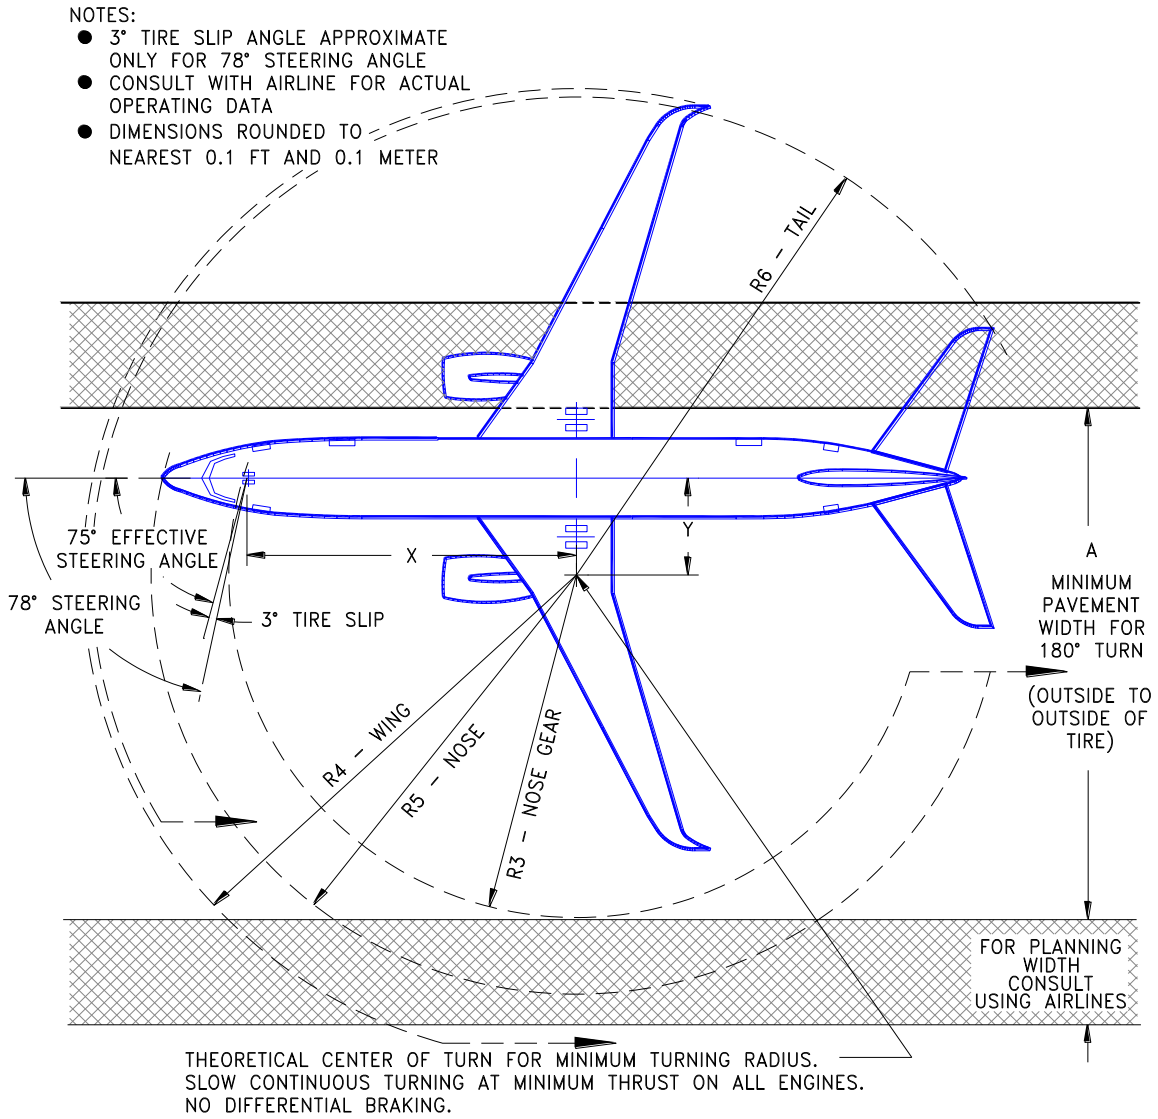 NOTES:
● 3° TIRE SLIP ANGLE APPROXIMATE
ONLY FOR 78° STEERING ANGLE
● CONSULT WITH AIRLINE FOR ACTUAL
OPERATING DATA
● DIMENSIONS ROUNDED TO
NEAREST 0.1 FT AND 0.1 METER
R6 - TAIL
Y
X
75° EFFECTIVE
STEERING ANGLE
78° STEERING
ANGLE
3° TIRE SLIP
A
MINIMUM
PAVEMENT
WIDTH FOR
180° TURN
(OUTSIDE TO
OUTSIDE OF
TIRE)
R4 - WING
R5 - NOSE
R3 - NOSE GEAR
FOR PLANNING
WIDTH
CONSULT
USING AIRLINES
THEORETICAL CENTER OF TURN FOR MINIMUM TURNING RADIUS.
SLOW CONTINUOUS TURNING AT MINIMUM THRUST ON ALL ENGINES.
NO DIFFERENTIAL BRAKING.